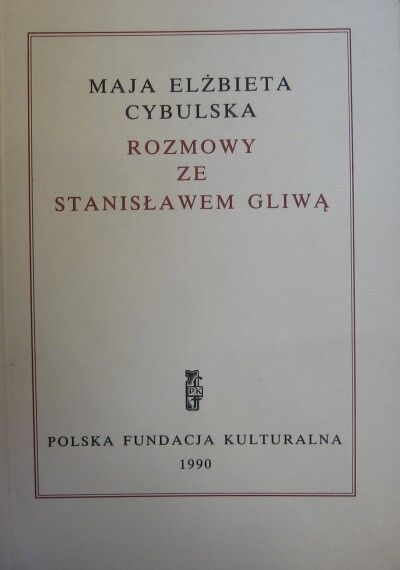 MAJA ELŻBIETA
CYBULSKA
ROZMOWY
ZE
STANISŁAWEM GLIWĄ
P.K
POLSKA FUNDACJA KULTURALNA
1990